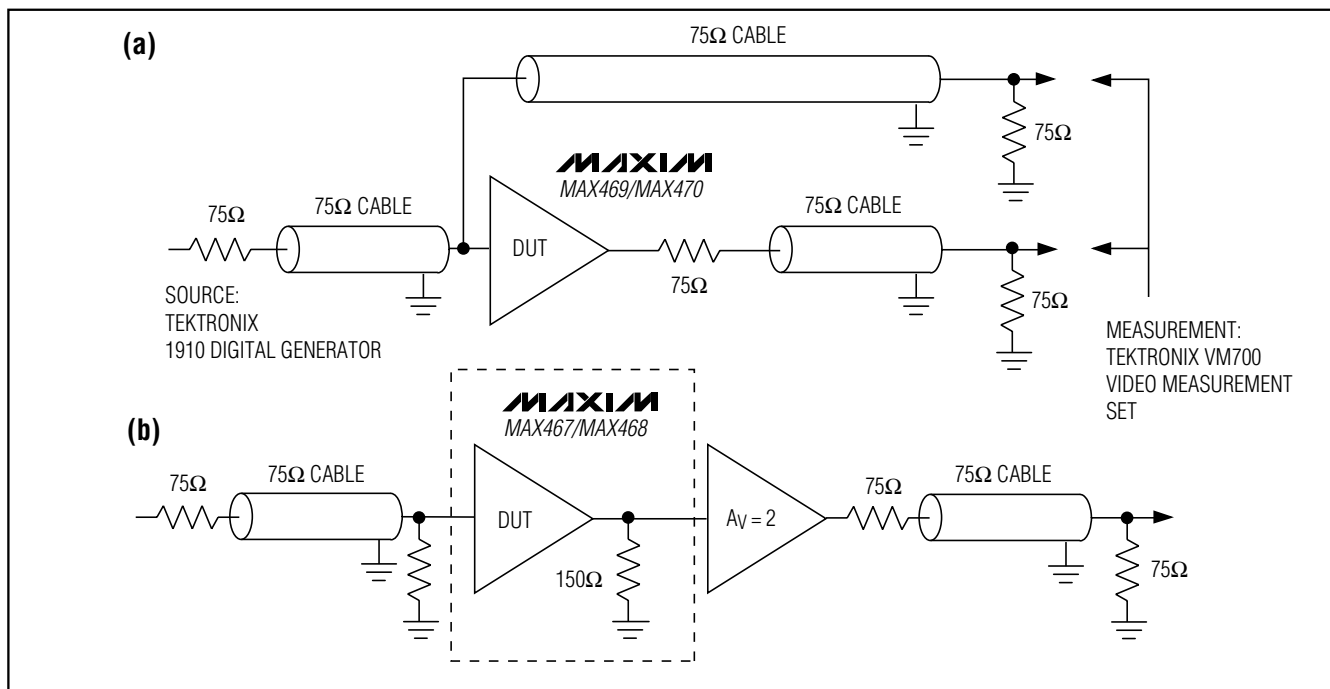 (a)
75Ω CABLE
75Ω
MAXIM
MAX469/MAX470
75Ω
75Ω CABLE
DUT
75Ω
75Ω CABLE
75Ω
SOURCE:
TEKTRONIX
1910 DIGITAL GENERATOR
MEASUREMENT:
TEKTRONIX VM700
VIDEO MEASUREMENT
SET
(b)
MAXIM
MAX467/MAX468
75Ω
75Ω CABLE
DUT
150Ω
AV = 2
75Ω
75Ω CABLE
75Ω